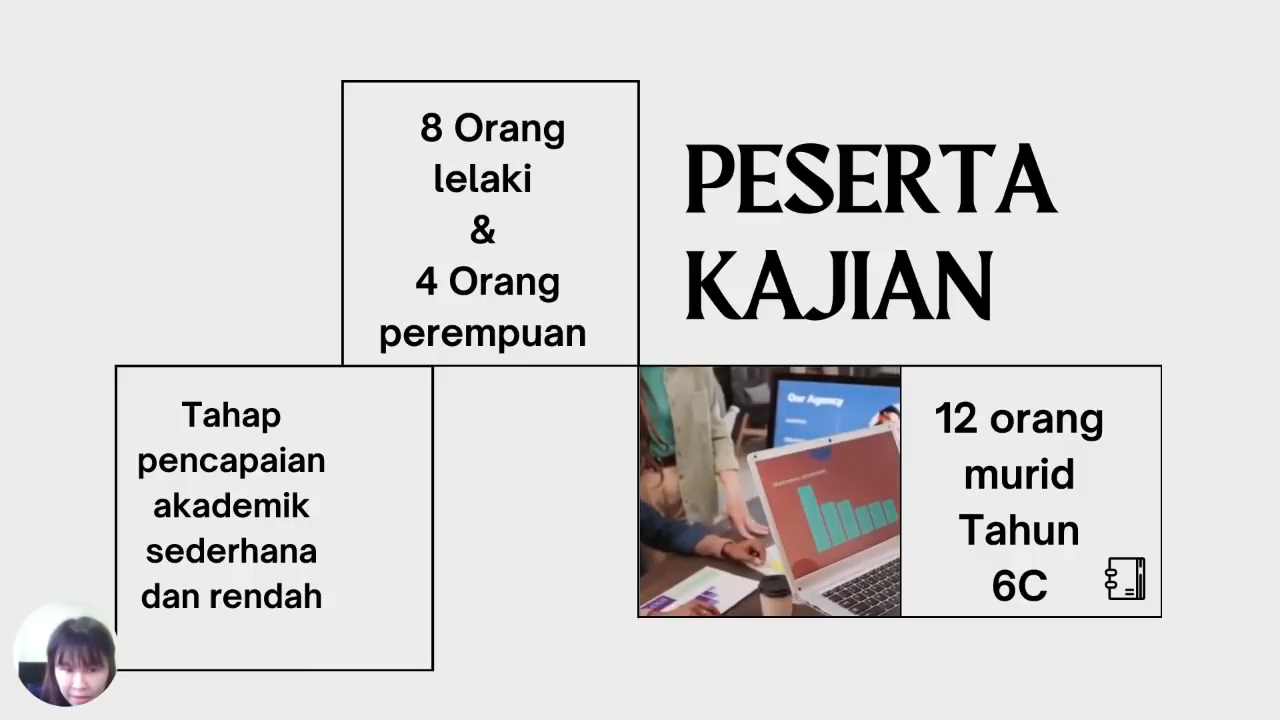 PESERTA
KAJIAN
8 Orang
lelaki
&
4 Orang
perempuan
Tahap
pencapaian
akademik
sederhana
dan rendah
Our Agency
12 orang
murid
Tahun
6C